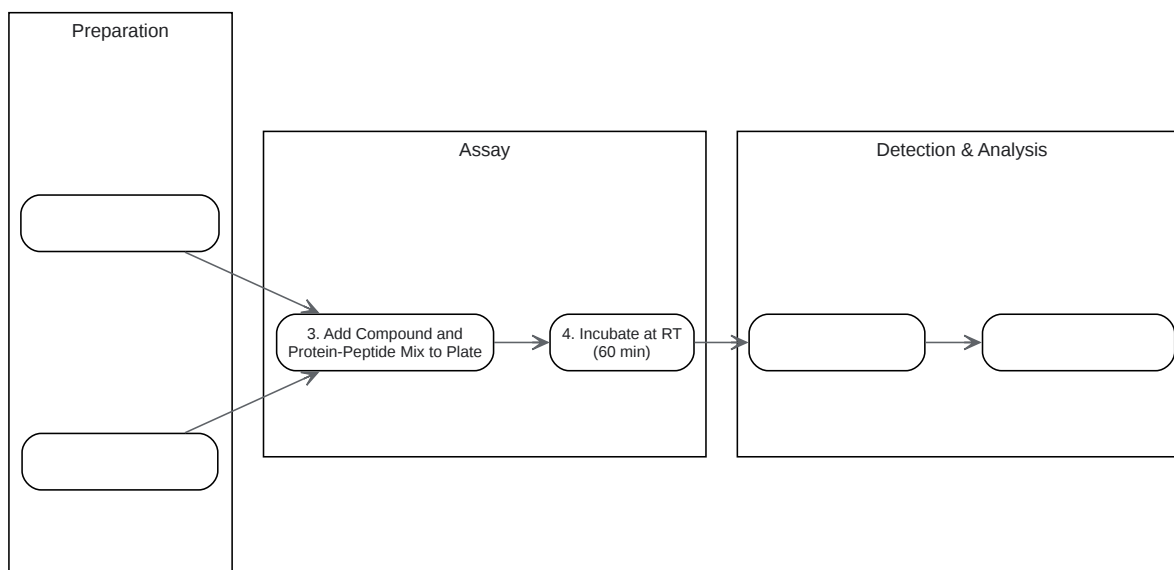 Preparation
Assay
3. Add Compound and
Protein-Peptide Mix to Plate
4. Incubate at RT
(60 min)
Detection & Analysis